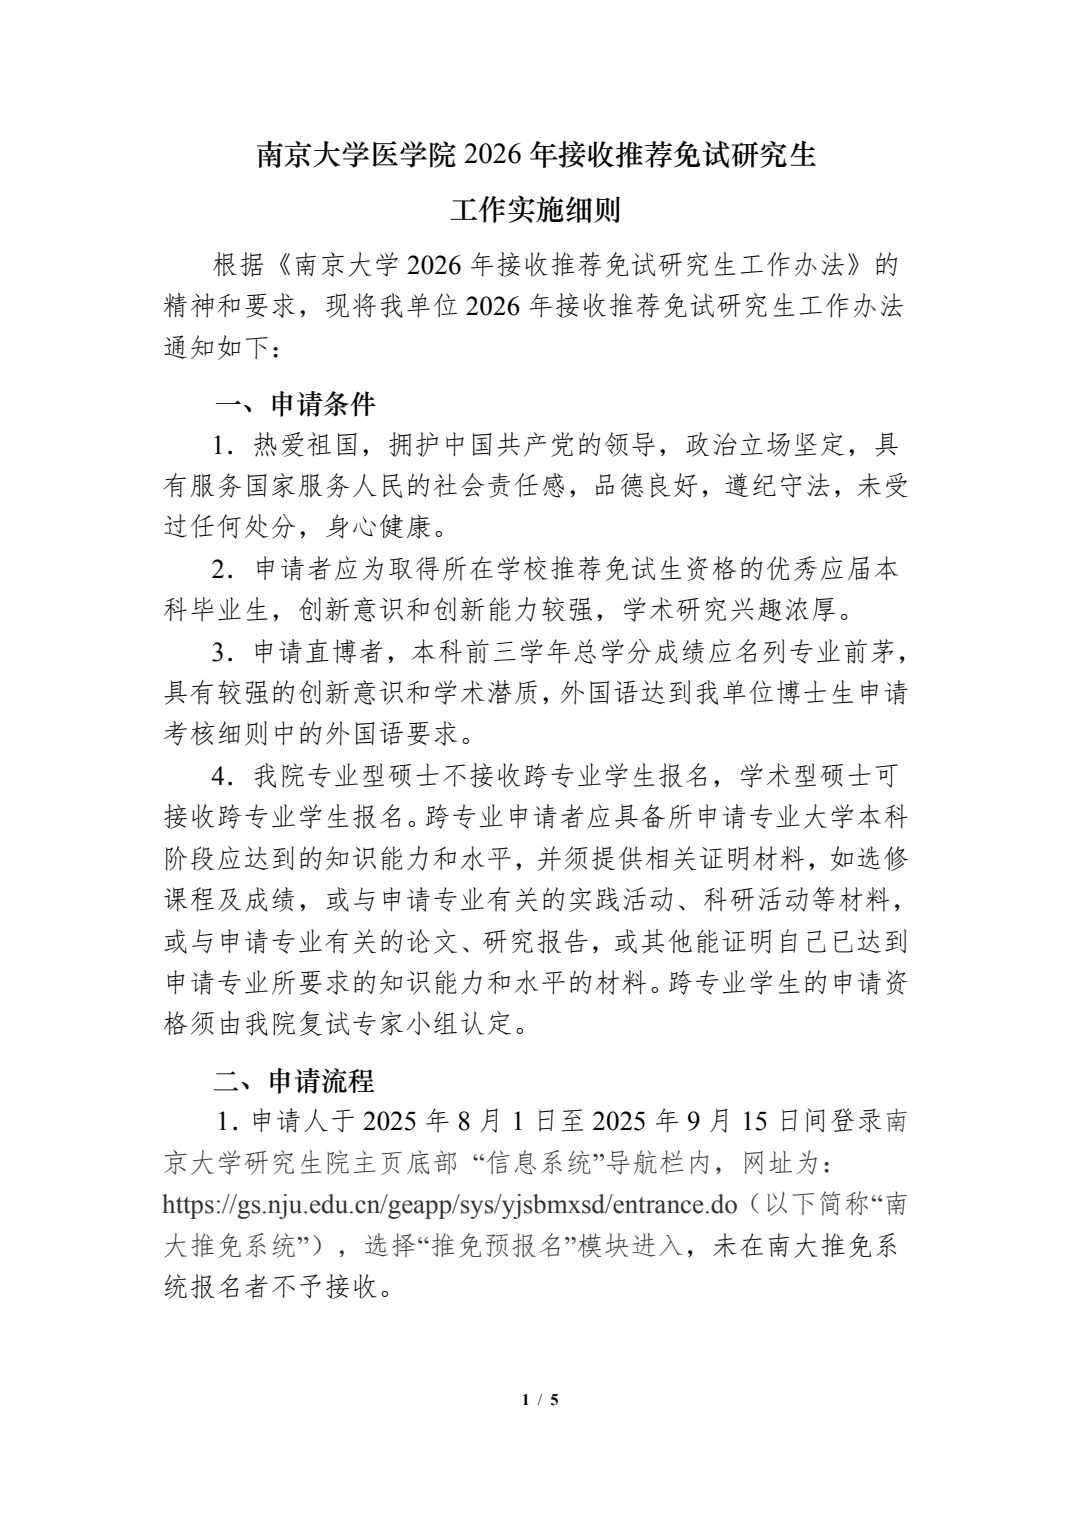 南京大学医学院 2026 年接收推荐免试研究生
工作实施细则
根据《南京大学 2026 年接收推荐免试研究生工作办法》的
精神和要求，现将我单位 2026 年接收推荐免试研究生工作办法
通知如下：
一、申请条件
1．热爱祖国，拥护中国共产党的领导，政治立场坚定，具
有服务国家服务人民的社会责任感，品德良好，遵纪守法，未受
过任何处分，身心健康。
2．申请者应为取得所在学校推荐免试生资格的优秀应届本
科毕业生，创新意识和创新能力较强，学术研究兴趣浓厚。
3．申请直博者，本科前三学年总学分成绩应名列专业前茅，
具有较强的创新意识和学术潜质，外国语达到我单位博士生申请
考核细则中的外国语要求。
4．我院专业型硕士不接收跨专业学生报名，学术型硕士可
接收跨专业学生报名。跨专业申请者应具备所申请专业大学本科
阶段应达到的知识能力和水平，并须提供相关证明材料，如选修
课程及成绩，或与申请专业有关的实践活动、科研活动等材料，
或与申请专业有关的论文、研究报告，或其他能证明自己已达到
申请专业所要求的知识能力和水平的材料。跨专业学生的申请资
格须由我院复试专家小组认定。
二、申请流程
1．申请人于 2025 年 8 月 1 日至 2025 年 9 月 15 日间登录南
京大学研究生院主页底部 “信息系统”导航栏内，网址为：
https://gs.nju.edu.cn/geapp/sys/yjsbmxsd/entrance.do（以下简称“南
大推免系统”），选择“推免预报名”模块进入，未在南大推免系
统报名者不予接收。
1 / 5